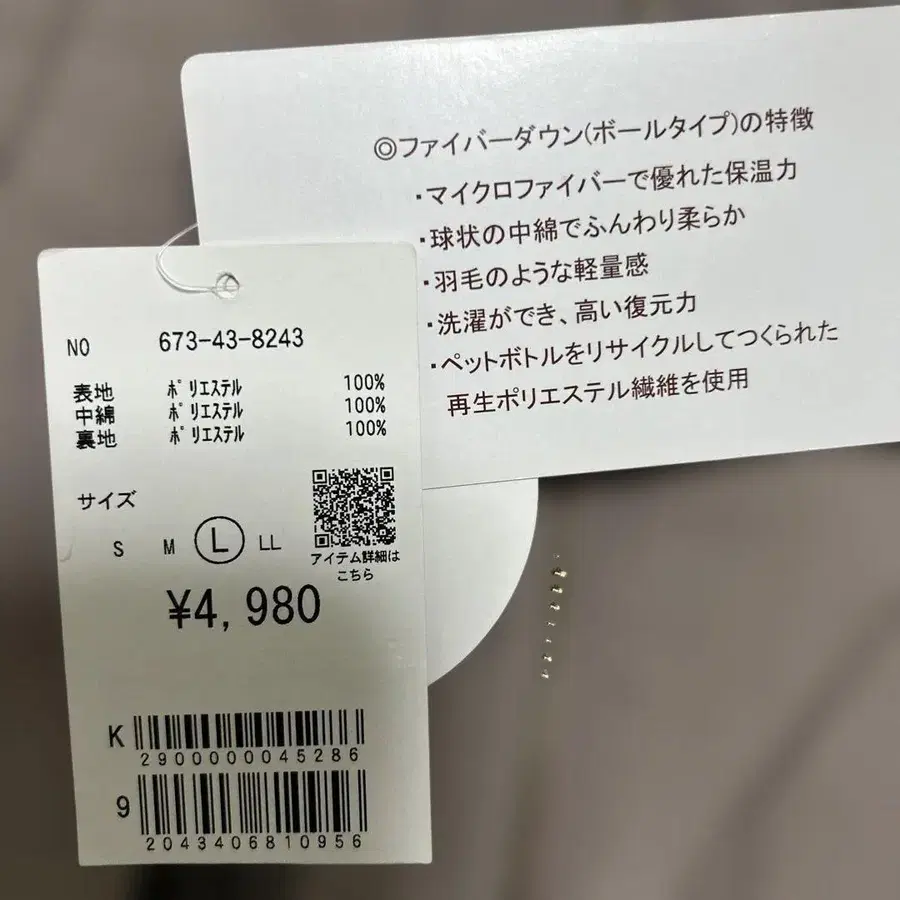 ◎ファイバーダウン(ボールタイプ)の特徴
・マイクロファイバーで優れた保温力
・球状の中綿でふんわり柔らか
・羽毛のような軽量感
・洗濯ができ、高い復元力
・ペットボトルをリサイクルしてつくられた
再生ポリエステル繊維を使用
NO 673-43-8243
表地 ポリエステル 100%
中綿 ポリエステル 100%
裏地 ポリエステル 100%
サイズ
S M L LL
アイテム詳細は
こちら
¥4,980
K
2900000045286
9
2043406810956